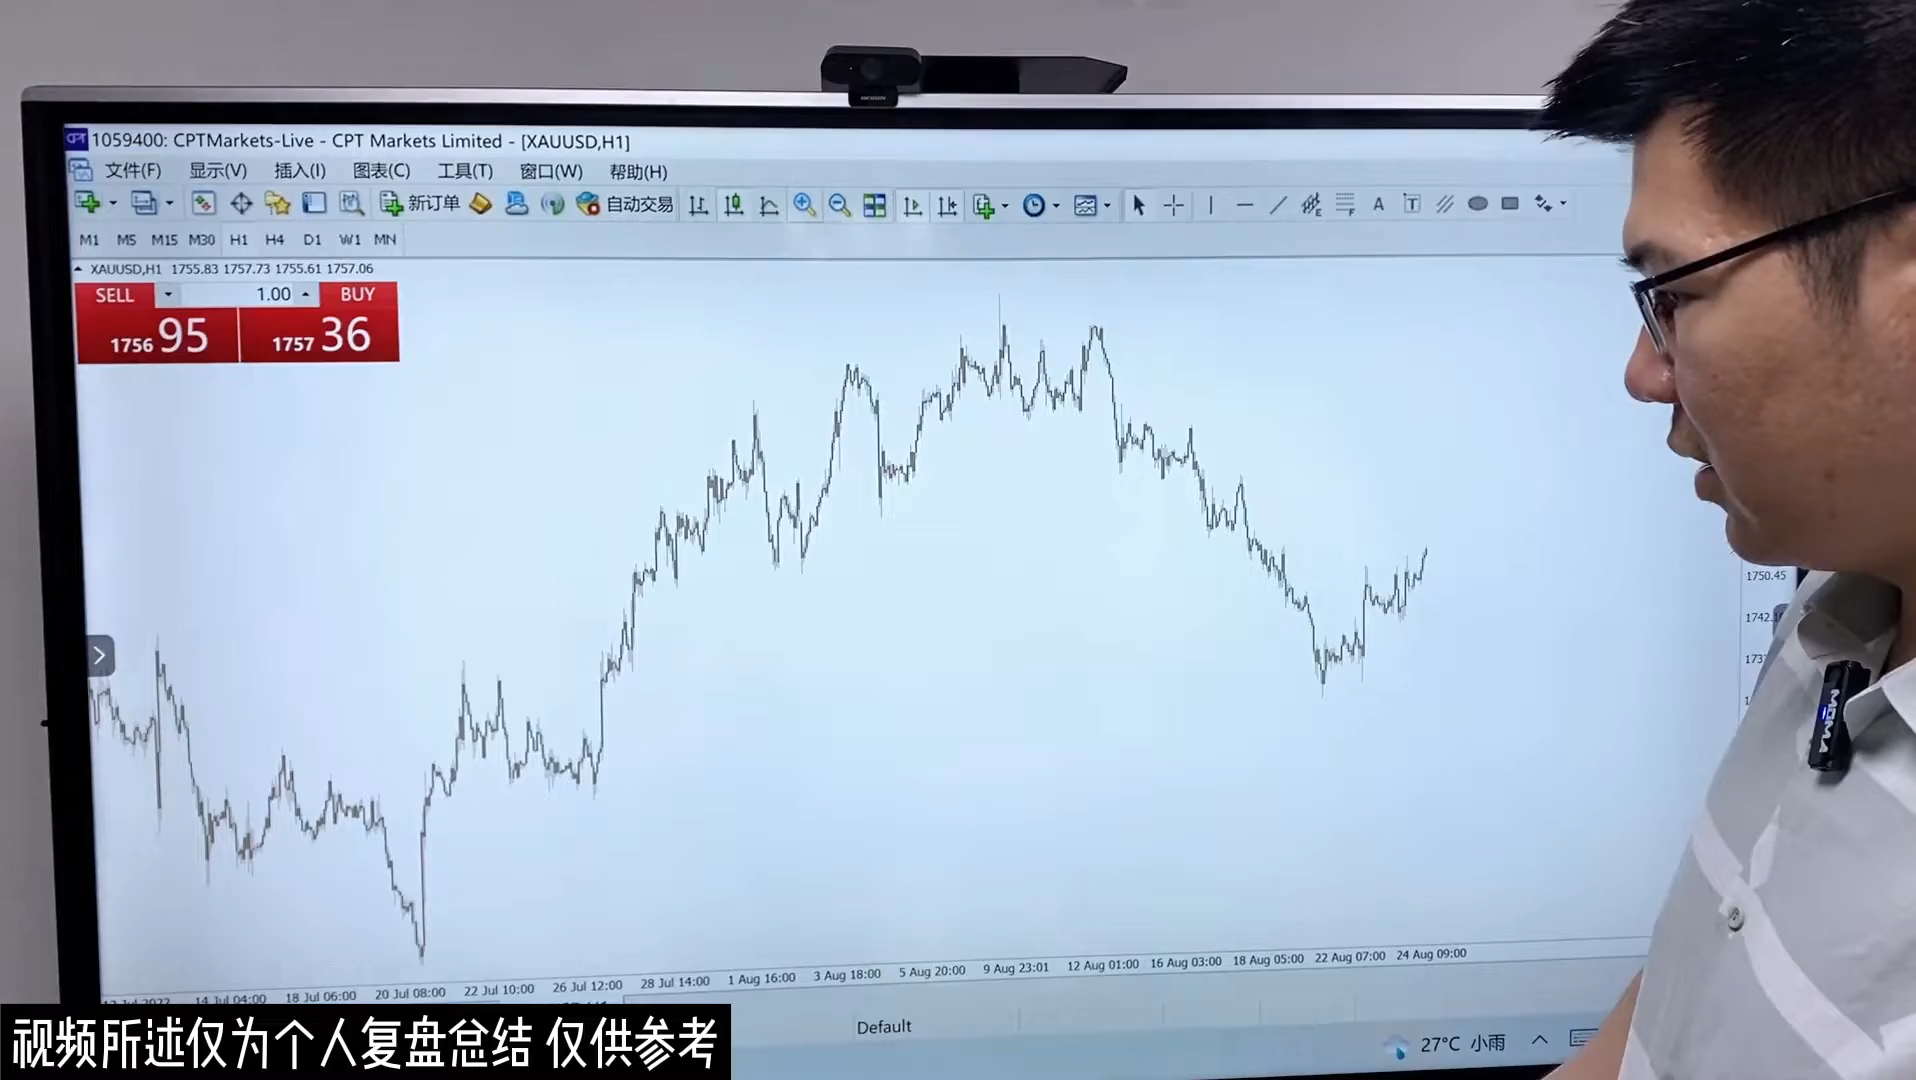 1059400: CPTMarkets-Live - CPT Markets Limited - [XAUUSD,H1]
文件(F) 显示(V) 插入(I) 图表(C) 工具(T) 窗口(W) 帮助(H)
新订单 自动交易
M1 M5 M15 M30 H1 H4 D1 W1 MN
XAUUSD,H1 1755.83 1757.73 1755.61 1757.06
SELL 1.00 BUY
1756 95 1757 36
1750.45
14 Jul 04:00 18 Jul 06:00 20 Jul 08:00 22 Jul 10:00 26 Jul 12:00 28 Jul 14:00 1 Aug 16:00 3 Aug 18:00 5 Aug 20:00 9 Aug 23:01 12 Aug 01:00 16 Aug 03:00 18 Aug 05:00 22 Aug 07:00 24 Aug 09:00
Default
27°C 小雨
MOMA
视频所述仅为个人复盘总结 仅供参考